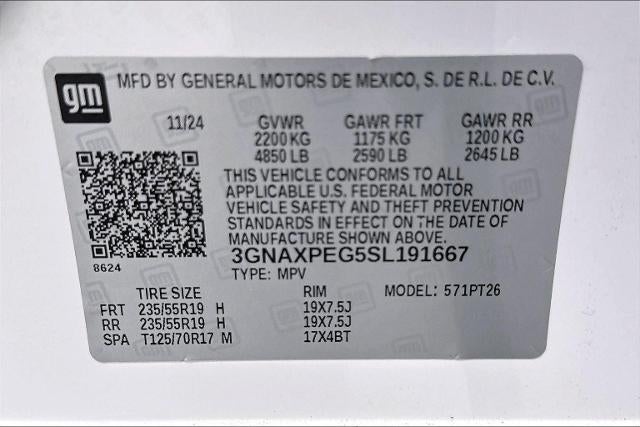 gm
MFD BY GENERAL MOTORS DE MEXICO, S. DE R.L. DE C.V.
11/24 GVWR GAWR FRT GAWR RR
2200 KG 1175 KG 1200 KG
4850 LB 2590 LB 2645 LB
THIS VEHICLE CONFORMS TO ALL
APPLICABLE U.S. FEDERAL MOTOR
VEHICLE SAFETY AND THEFT PREVENTION
STANDARDS IN EFFECT ON THE DATE OF
MANUFACTURE SHOWN ABOVE.
8624
3GNAXPEG5SL191667
TYPE: MPV
TIRE SIZE RIM MODEL: 571PT26
FRT 235/55R19 H 19X7.5J
RR 235/55R19 H 19X7.5J
SPA T125/70R17 M 17X4BT